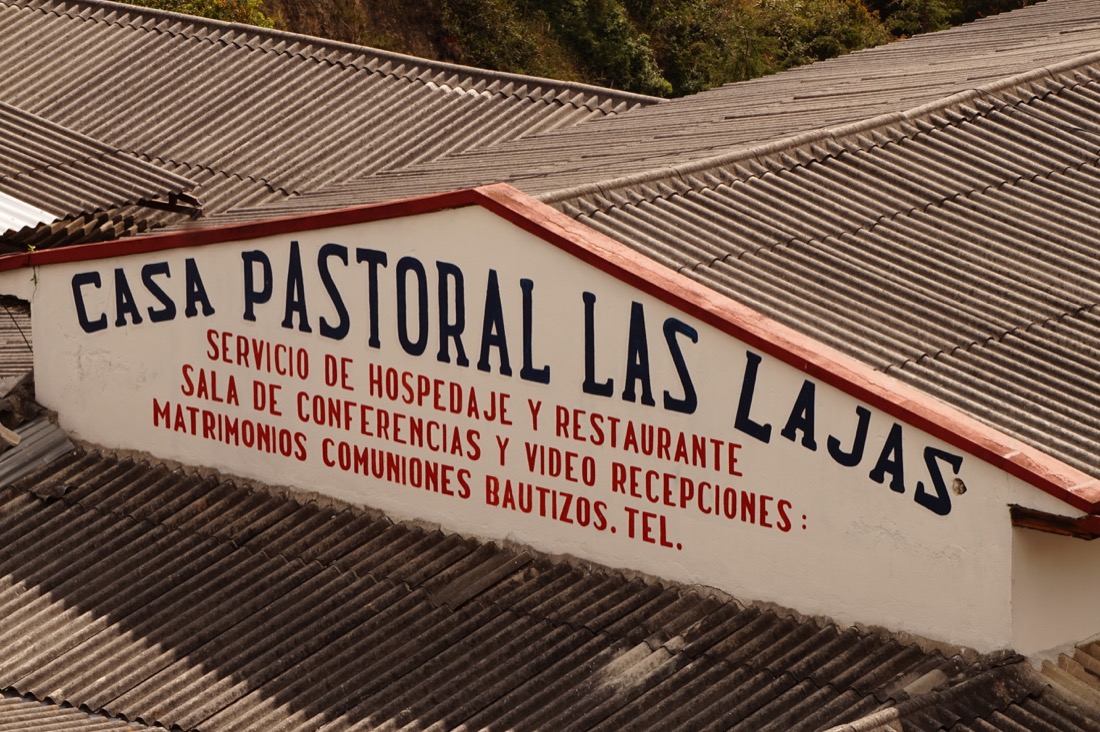 CASA PASTORAL LAS LAJAS
SERVICIO DE HOSPEDAJE Y RESTAURANTE
SALA DE CONFERENCIAS Y VIDEO RECEPCIONES:
MATRIMONIOS COMUNIONES BAUTIZOS. TEL.